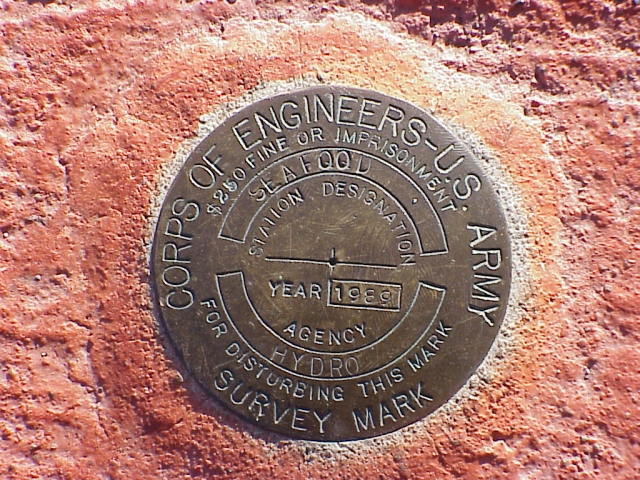 CORPS OF ENGINEERS-U.S. ARMY
$250 FINE OR IMPRISONMENT
SEAFOOD
STATION DESIGNATION
YEAR 1989
AGENCY
HYDRO
FOR DISTURBING THIS MARK
SURVEY MARK